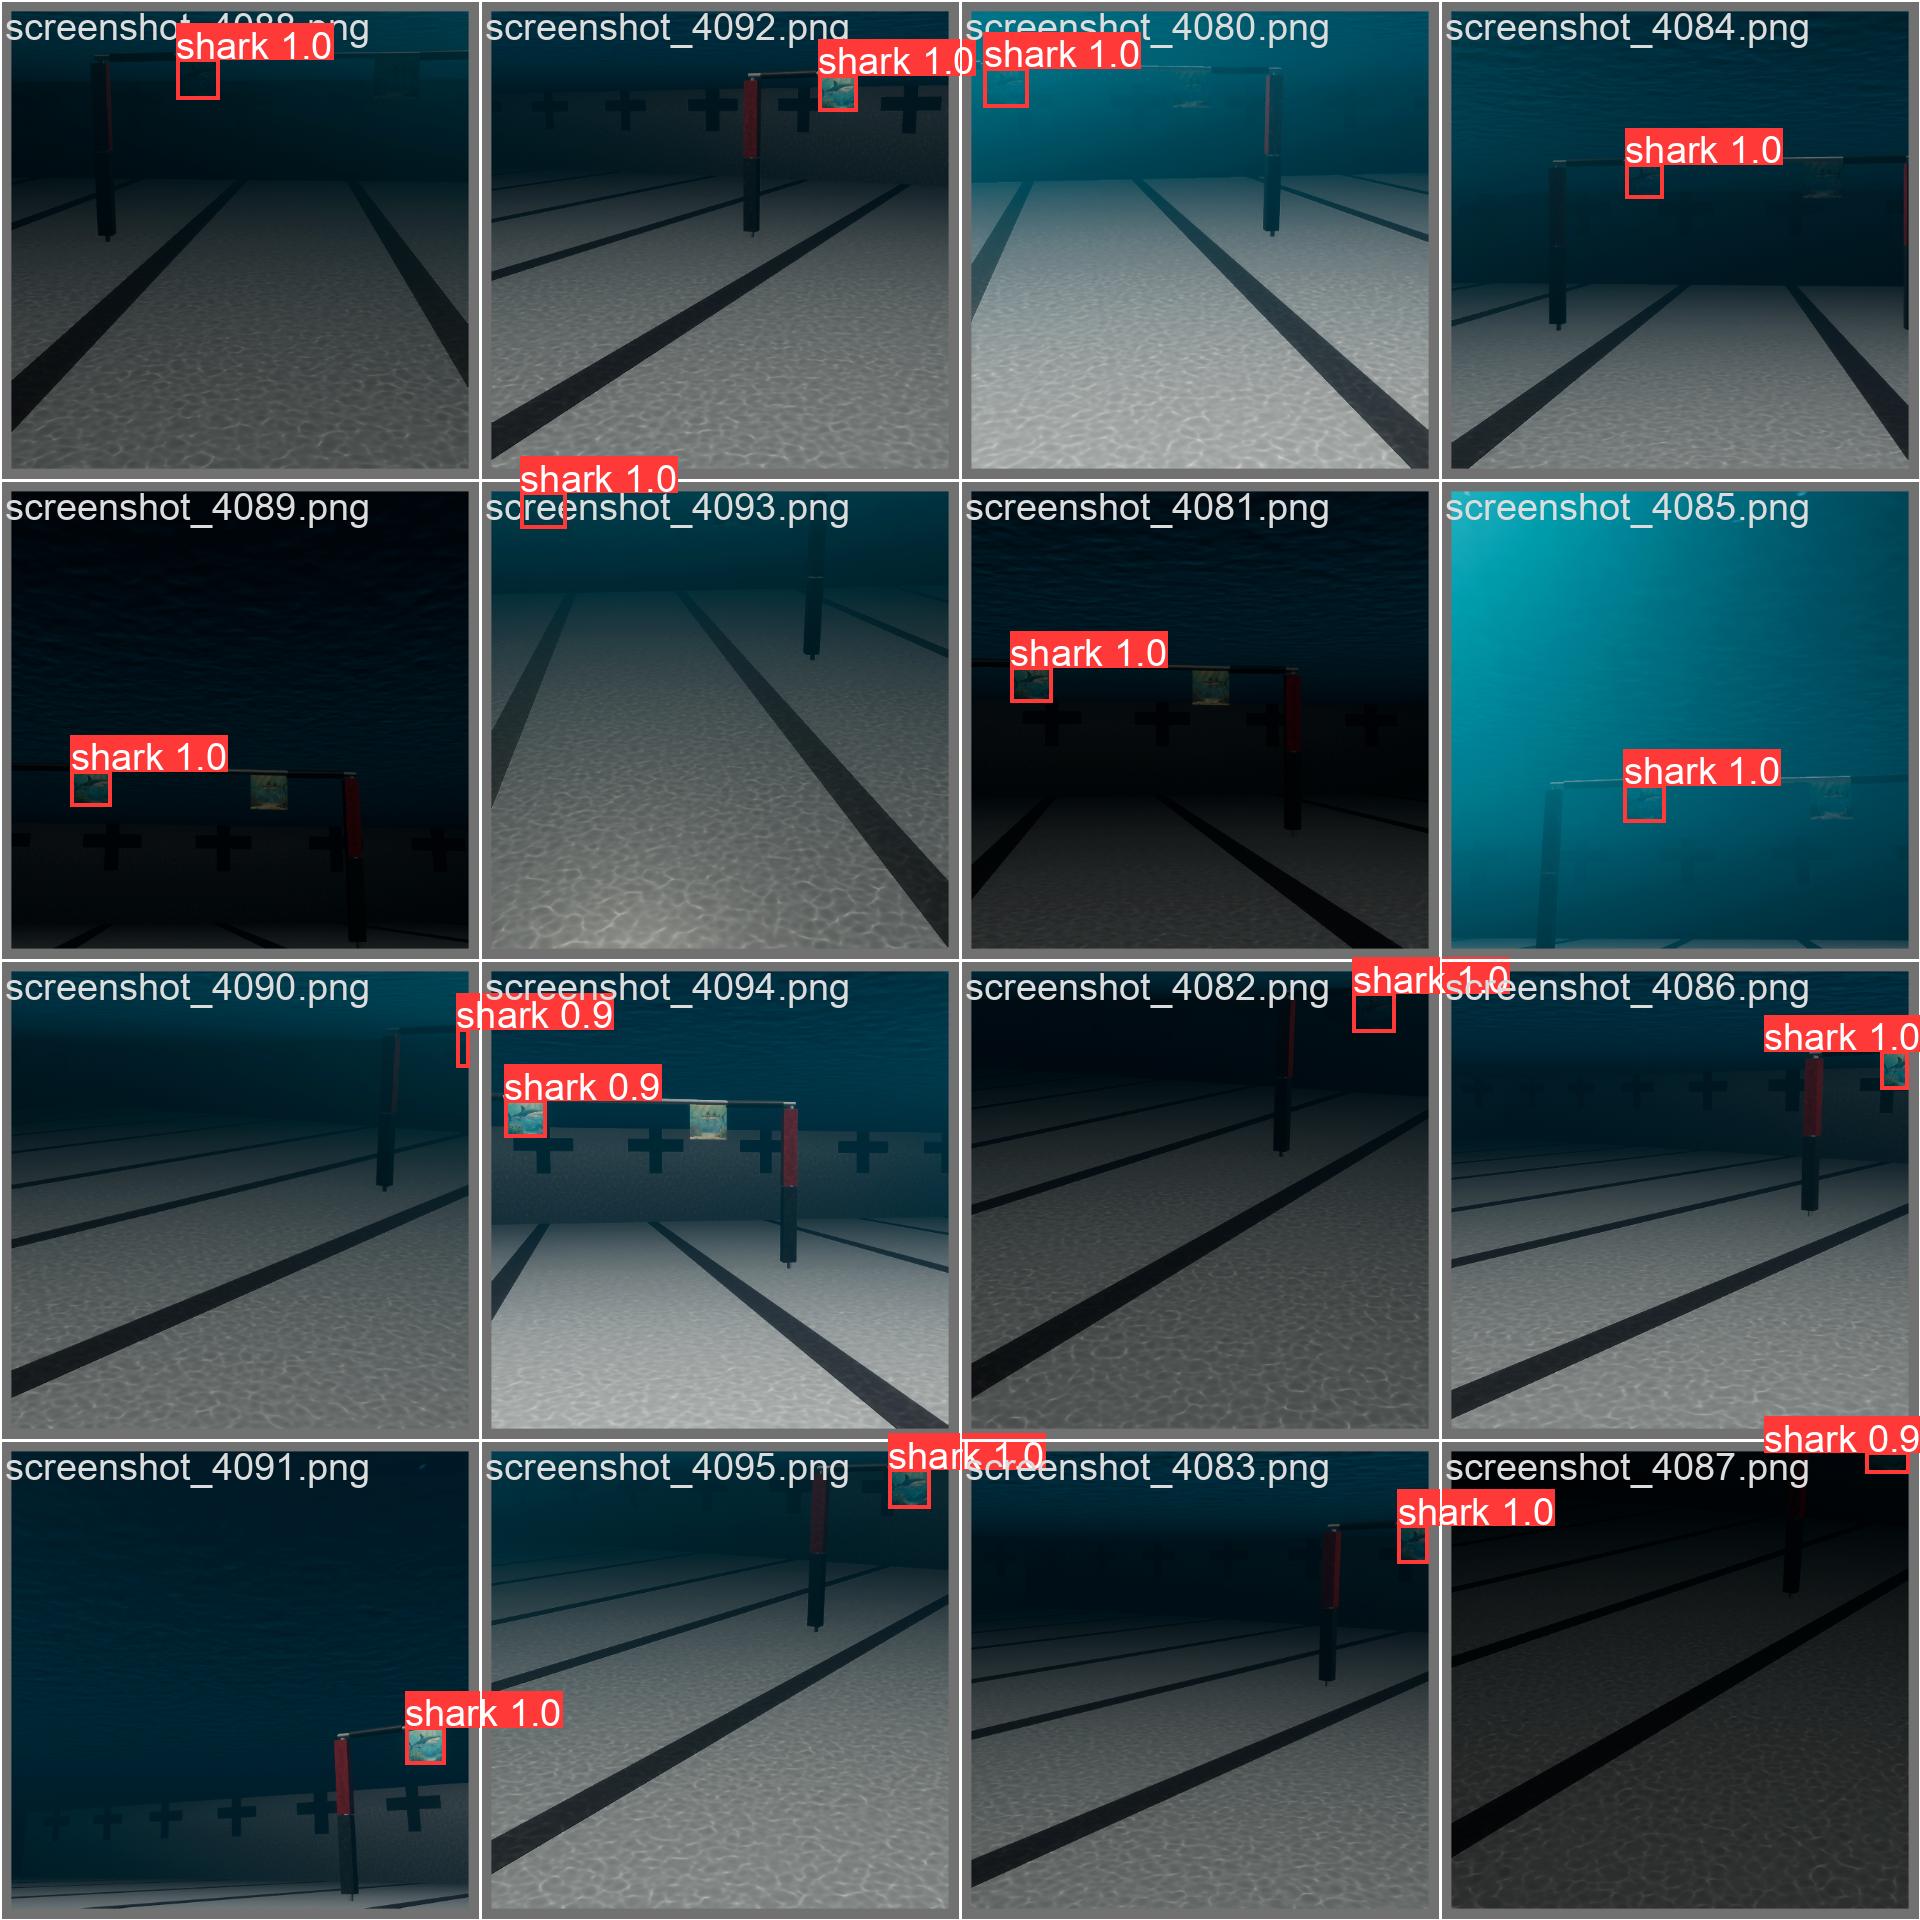 screenshot_4088.png
shark 1.0
screenshot_4092.png
shark 1.0
screenshot_4080.png
shark 1.0
screenshot_4084.png
shark 1.0
screenshot_4089.png
shark 1.0
screenshot_4093.png
shark 1.0
screenshot_4081.png
shark 1.0
screenshot_4085.png
shark 1.0
screenshot_4090.png
shark 0.9
screenshot_4094.png
shark 0.9
screenshot_4082.png
shark 1.0
screenshot_4086.png
shark 1.0
screenshot_4091.png
shark 1.0
screenshot_4095.png
shark 1.0
screenshot_4083.png
shark 1.0
screenshot_4087.png
shark 0.9